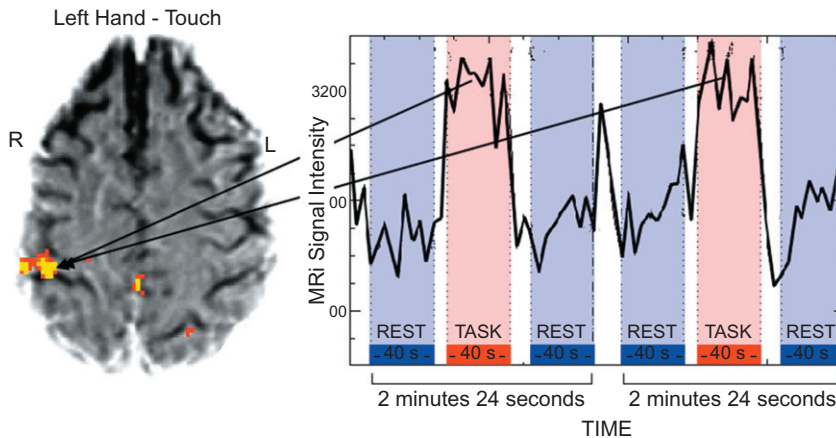 Left Hand - Touch
R
L
MRi Signal Intensity
3200
00
00
REST TASK REST REST TASK REST
-40 s- -40 s- -40 s- -40 s- -40 s- -40 s-
2 minutes 24 seconds 2 minutes 24 seconds
TIME